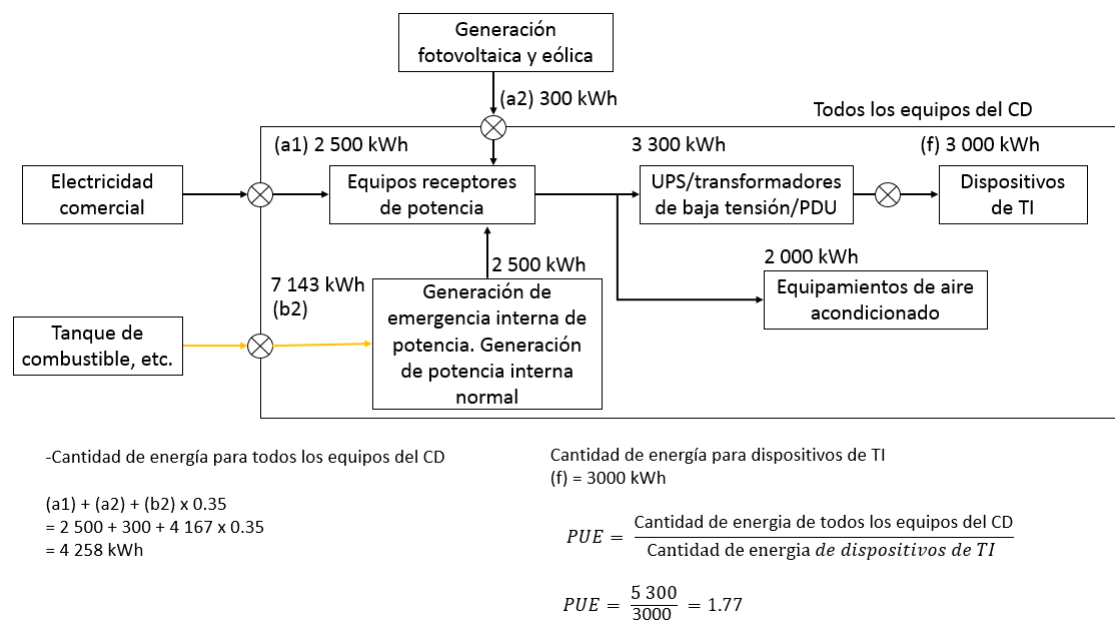 Generación
fotovoltaica y eólica
(a2) 300 kWh
Todos los equipos del CD
(a1) 2 500 kWh
3 300 kWh
(f) 3 000 kWh
Electricidad
comercial
Equipos receptores
de potencia
UPS/transformadores
de baja tensión/PDU
Dispositivos
de TI
2 500 kWh
2 000 kWh
7 143 kWh
(b2)
Equipamientos de aire
acondicionado
Generación de
emergencia interna de
potencia. Generación
de potencia interna
normal
Tanque de
combustible, etc.
-Cantidad de energía para todos los equipos del CD
(a1) + (a2) + (b2) x 0.35
= 2 500 + 300 + 4 167 x 0.35
= 4 258 kWh
Cantidad de energía para dispositivos de TI
(f) = 3000 kWh
PUE = Cantidad de energia de todos los equipos del CD
Cantidad de energia de dispositivos de TI
PUE = 5 300
3000 = 1.77